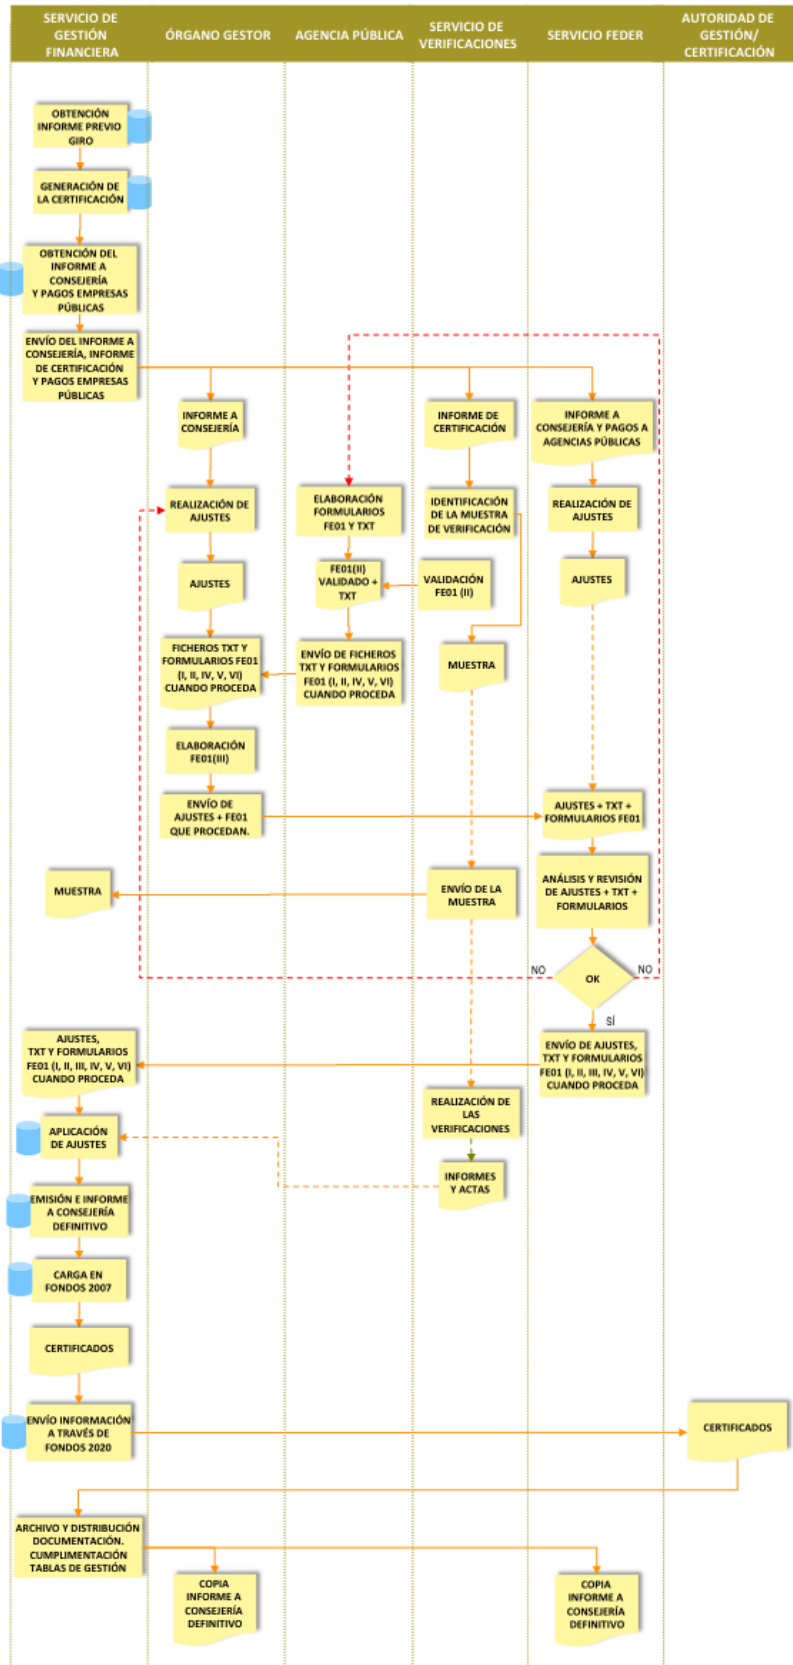 SERVICIO DE
GESTIÓN
FINANCIERA
ÓRGANO GESTOR
AGENCIA PÚBLICA
SERVICIO DE
VERIFICACIONES
SERVICIO FEDER
AUTORIDAD DE
GESTIÓN/
CERTIFICACIÓN
OBTENCIÓN
INFORME PREVIO
GIRO
GENERACIÓN DE
LA CERTIFICACIÓN
OBTENCIÓN DEL
INFORME A
CONSEJERÍA
Y PAGOS EMPRESAS
PÚBLICAS
ENVÍO DEL INFORME A
CONSEJERÍA, INFORME
DE CERTIFICACIÓN
Y PAGOS EMPRESAS
PÚBLICAS
INFORME A
CONSEJERÍA
INFORME DE
CERTIFICACIÓN
INFORME A
CONSEJERÍA Y PAGOS A
AGENCIAS PÚBLICAS
REALIZACIÓN DE
AJUSTES
ELABORACIÓN
FORMULARIOS
FE01 Y TXT
IDENTIFICACIÓN
DE LA MUESTRA
DE VERIFICACIÓN
REALIZACIÓN DE
AJUSTES
AJUSTES
FE01(II)
VALIDADO +
TXT
VALIDACIÓN
FE01 (II)
AJUSTES
FICHEROS TXT Y
FORMULARIOS FE01
(I, II, IV, V, VI)
CUANDO PROCEDA
ENVÍO DE FICHEROS
TXT Y FORMULARIOS
FE01 (I, II, IV, V, VI)
CUANDO PROCEDA
MUESTRA
ELABORACIÓN
FE01(III)
ENVÍO DE
AJUSTES + FE01
QUE PROCEDAN.
AJUSTES + TXT +
FORMULARIOS FE01
MUESTRA
ENVÍO DE LA
MUESTRA
ANÁLISIS Y REVISIÓN
DE AJUSTES + TXT +
FORMULARIOS
NO
OK
NO
SÍ
AJUSTES,
TXT Y FORMULARIOS
FE01 (I, II, III, IV, V, VI)
CUANDO PROCEDA
ENVÍO DE AJUSTES,
TXT Y FORMULARIOS
FE01 (I, II, III, IV, V, VI)
CUANDO PROCEDA
REALIZACIÓN DE
LAS
VERIFICACIONES
APLICACIÓN
DE AJUSTES
INFORMES
Y ACTAS
EMISIÓN E INFORME
A CONSEJERÍA
DEFINITIVO
CARGA EN
FONDOS 2007
CERTIFICADOS
ENVÍO INFORMACIÓN
A TRAVÉS DE
FONDOS 2020
CERTIFICADOS
ARCHIVO Y DISTRIBUCIÓN
DOCUMENTACIÓN.
CUMPLIMENTACIÓN
TABLAS DE GESTIÓN
COPIA
INFORME A
CONSEJERÍA
DEFINITIVO
COPIA
INFORME A
CONSEJERÍA
DEFINITIVO